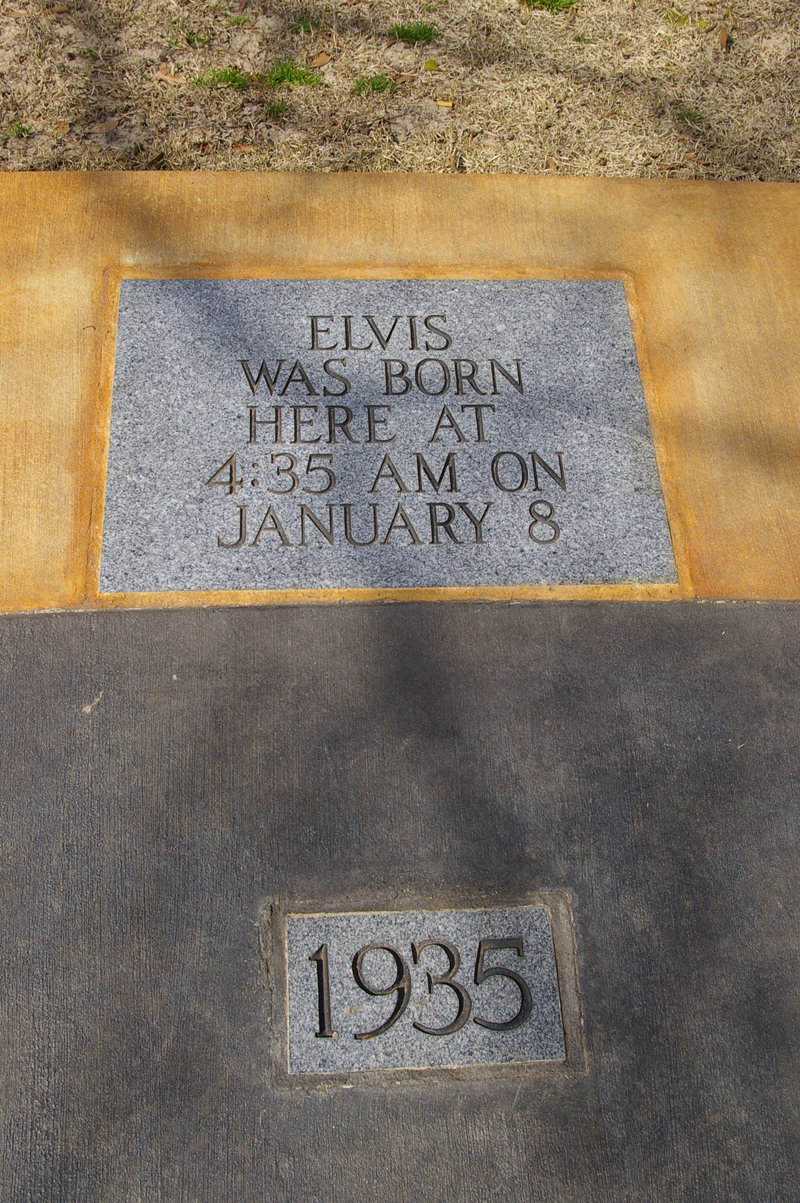 ELVIS
WAS BORN
HERE AT
4:35 AM ON
JANUARY 8
1935